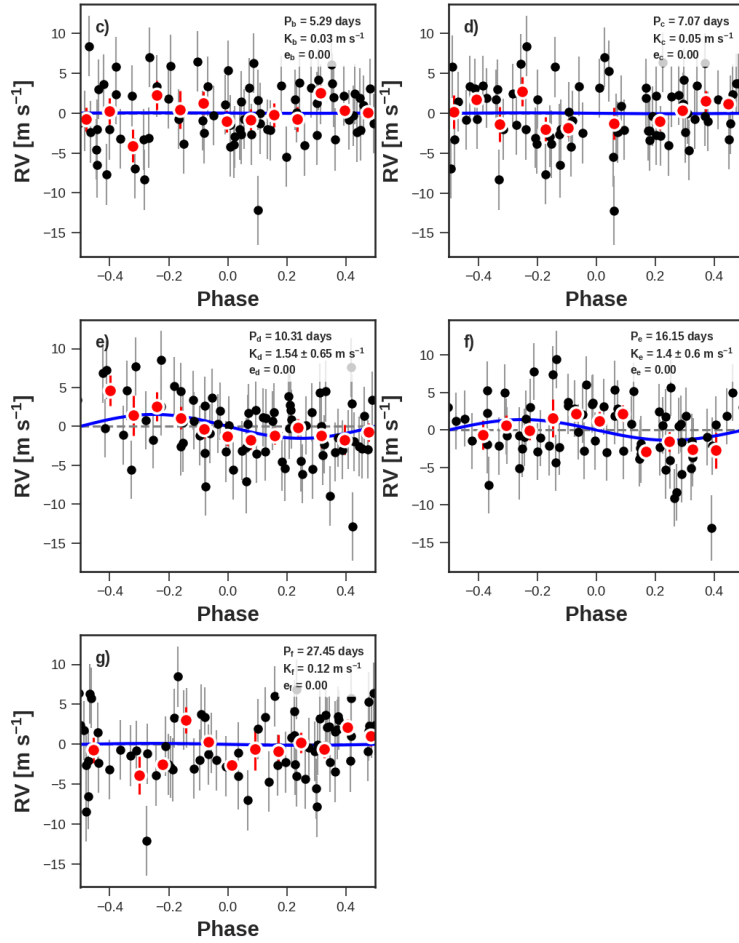 c)
P_b = 5.29 days
K_b = 0.03 m s⁻¹
e_b = 0.00
RV [m s⁻¹]
10
5
0
−5
−10
−15
−0.4 −0.2 0.0 0.2 0.4
Phase
d)
P_c = 7.07 days
K_c = 0.05 m s⁻¹
e_c = 0.00
RV [m s⁻¹]
10
5
0
−5
−10
−15
−0.4 −0.2 0.0 0.2 0.4
Phase
e)
P_d = 10.31 days
K_d = 1.54 ± 0.65 m s⁻¹
e_d = 0.00
RV [m s⁻¹]
10
5
0
−5
−10
−15
−0.4 −0.2 0.0 0.2 0.4
Phase
f)
P_e = 16.15 days
K_e = 1.4 ± 0.6 m s⁻¹
e_e = 0.00
RV [m s⁻¹]
10
5
0
−5
−10
−15
−0.4 −0.2 0.0 0.2 0.4
Phase
g)
P_f = 27.45 days
K_f = 0.12 m s⁻¹
e_f = 0.00
RV [m s⁻¹]
10
5
0
−5
−10
−15
−0.4 −0.2 0.0 0.2 0.4
Phase